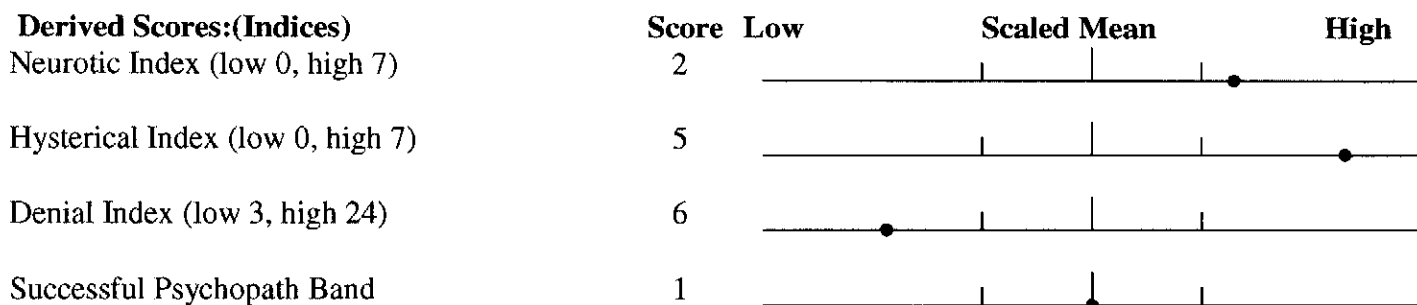 Derived Scores:(Indices) Score Low Scaled Mean High
Neurotic Index (low 0, high 7) 2
Hysterical Index (low 0, high 7) 5
Denial Index (low 3, high 24) 6
Successful Psychopath Band 1